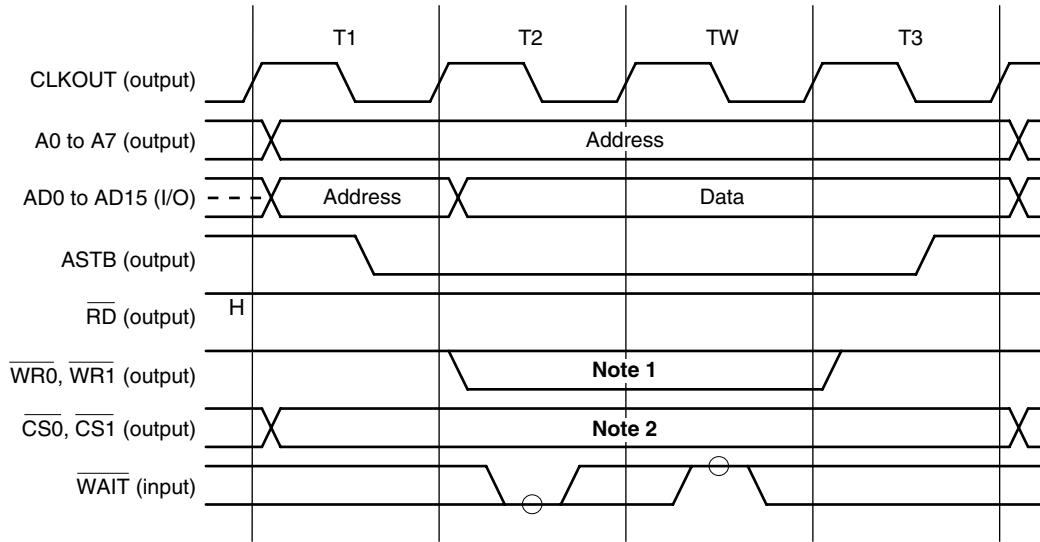 T1 T2 TW T3
CLKOUT (output)
A0 to A7 (output) Address
AD0 to AD15 (I/O) Address Data
ASTB (output)
RD (output) H
WR0, WR1 (output) Note 1
CS0, CS1 (output) Note 2
WAIT (input)